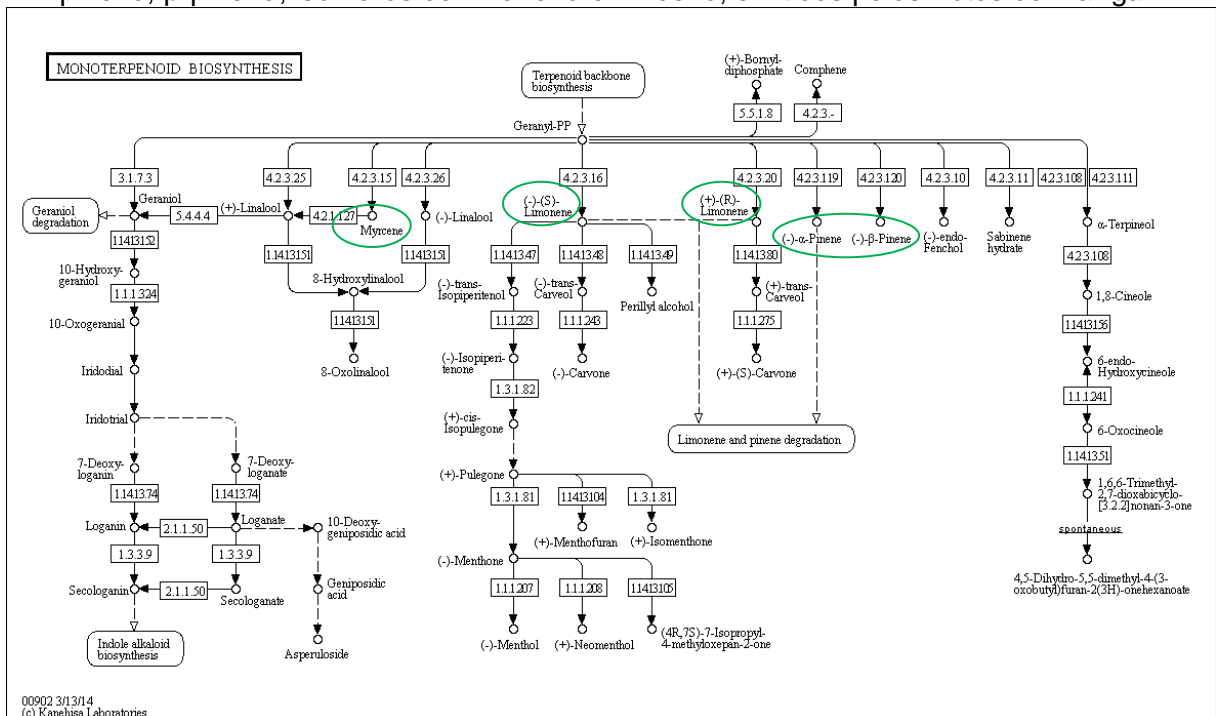 MONOTERPENOID BIOSYNTHESIS
Terpenoid backbone
biosynthesis
(+)-Bornyl-
diphosphate
Comphene
5.5.1.8
4.2.3.-
Geranyl-PP
3.1.7.3
4.2.3.25
4.2.3.15
4.2.3.26
4.2.3.16
4.2.3.20
4.2.3.119
4.2.3.120
4.2.3.10
4.2.3.11
4.2.3.108
4.2.3.111
Geraniol
degradation
Geraniol
5.4.4.4
(+)-Linalool
4.2.1.127
Myrcene
(-)-Linalool
(-)-(S)-
Limonene
(+)-(R)-
Limonene
(-)-α-Pinene
(-)-β-Pinene
(-)-endo-
Fenchol
Sabinene
hydrate
α-Terpineol
1.14.13.152
1.14.13.151
1.14.13.151
1.14.13.47
1.14.13.48
1.14.13.49
1.14.13.80
4.2.3.108
10-Hydroxy-
geraniol
8-Hydroxylinalool
(-)-trans-
Isopiperitenol
(-)-trans-
Carveol
Perillyl alcohol
(+)-trans-
Carveol
1,8-Cineole
1.1.1.324
1.14.13.151
1.1.1.223
1.1.1.243
1.1.1.275
1.14.13.156
10-Oxogeranial
8-Oxolinalool
(-)-Isopiperi-
tenone
(-)-Carvone
(+)-(S)-Carvone
6-endo-
Hydroxycineole
Iridodial
1.3.1.82
1.1.1.241
Iridotrial
(+)-cis-
Isopulegone
Limonene and pinene degradation
6-Oxocineole
1.14.13.51
7-Deoxy-
loganin
7-Deoxy-
loganate
(+)-Pulegone
1.14.13.74
1.14.13.74
1.3.1.81
1.14.13.104
1.3.1.81
1,6,6-Trimethyl-
2,7-dioxabicyclo-
[3.2.2]nonan-3-one
Loganin
2.1.1.50
Loganate
10-Deoxy-
geniposidic acid
(+)-Menthofuran
(+)-Isomenthone
spontaneous
1.3.3.9
1.3.3.9
(-)-Menthone
4,5-Dihydro-5,5-dimethyl-4-(3-
oxobutyl)furan-2(3H)-onehexanoate
Secologanin
2.1.1.50
Secologanate
Geniposidic
acid
1.1.1.207
1.1.1.208
1.14.13.105
Indole alkaloid
biosynthesis
Asperuloside
(-)-Menthol
(+)-Neomenthol
(4R,7S)-7-Isopropyl-
4-methyloxepan-2-one
00902 3/13/14
(c) Kanehisa Laboratories